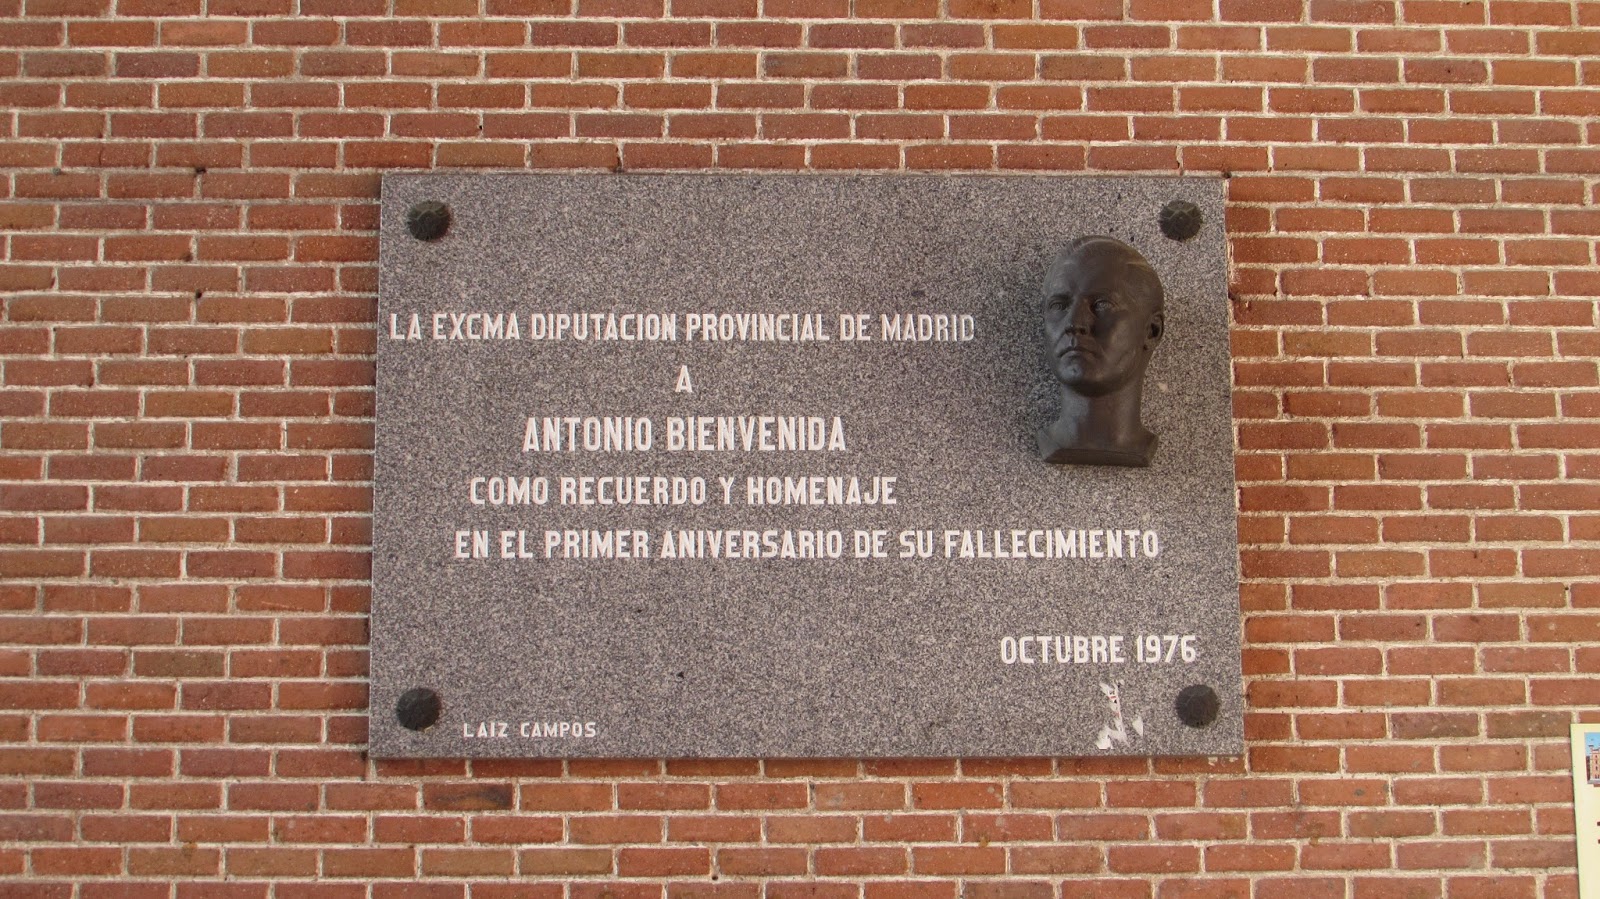 LA EXCMA DIPUTACION PROVINCIAL DE MADRID
A
ANTONIO BIENVENIDA
COMO RECUERDO Y HOMENAJE
EN EL PRIMER ANIVERSARIO DE SU FALLECIMIENTO
OCTUBRE 1976
LAIZ CAMPOS